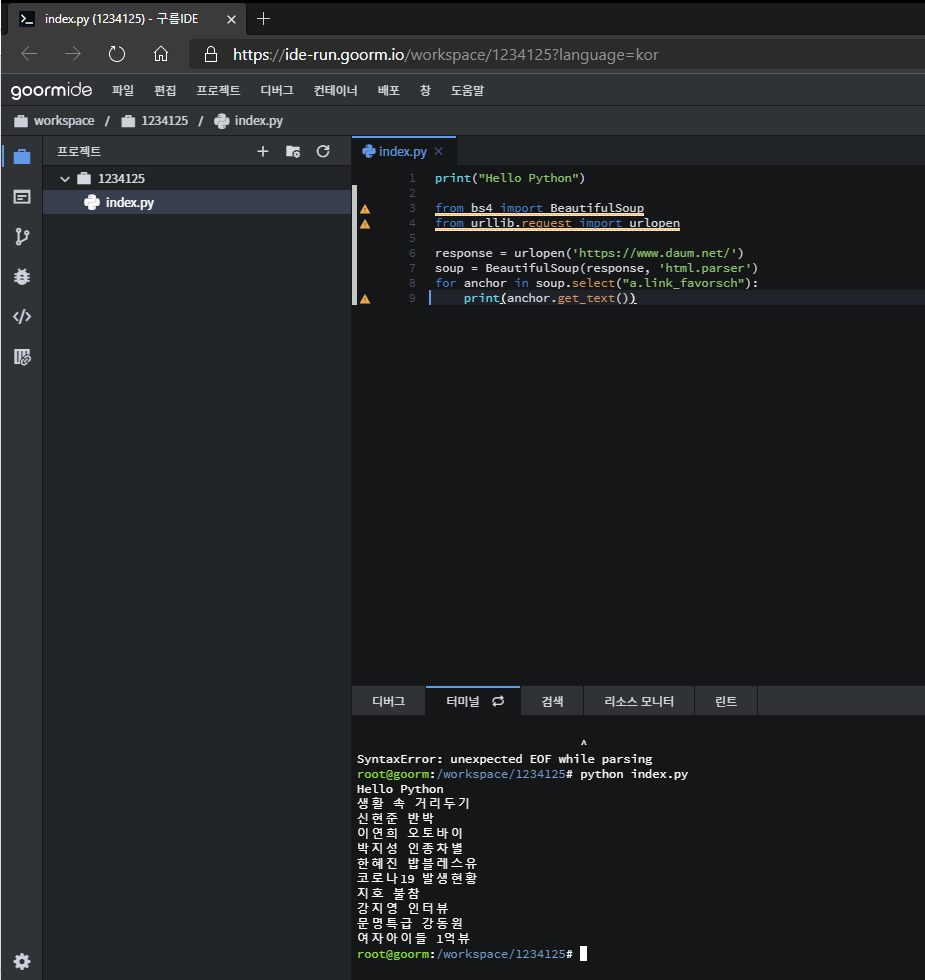 index.py (1234125) - 구름IDE
https://ide-run.goorm.io/workspace/1234125?language=kor
goormide 파일 편집 프로젝트 디버그 컨테이너 배포 창 도움말
workspace / 1234125 / index.py
프로젝트
1234125
index.py
index.py
1 print("Hello Python")
2
3 from bs4 import BeautifulSoup
4 from urllib.request import urlopen
5
6 response = urlopen('https://www.daum.net/')
7 soup = BeautifulSoup(response, 'html.parser')
8 for anchor in soup.select("a.link_favorsch"):
9     print(anchor.get_text())
디버그 터미널 검색 리소스 모니터 린트
^
SyntaxError: unexpected EOF while parsing
root@goorm:/workspace/1234125# python index.py
Hello Python
생활 속 거리두기
신현준 반박
이연희 오토바이
박지성 인종차별
한혜진 밥블레스유
코로나19 발생현황
지호 불참
강지영 인터뷰
문명특급 강동원
여자아이들 1억뷰
root@goorm:/workspace/1234125#